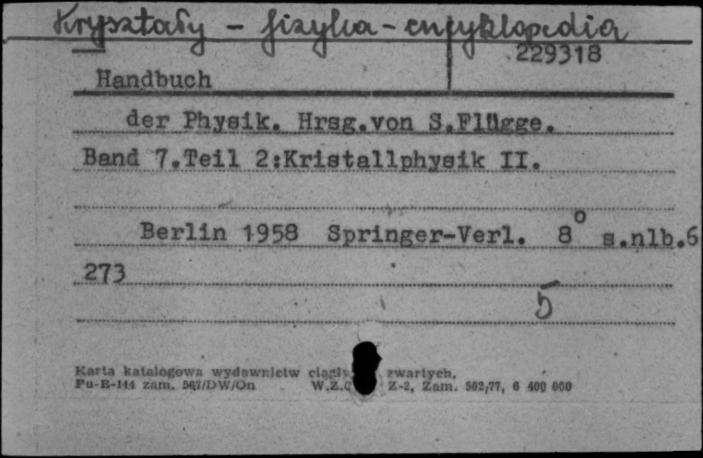 Kryształy - fizyka - encyklopedia
229318
Handbuch
der Physik. Hrsg.von S.Flügge.
Band 7.Teil 2:Kristallphysik II.
Berlin 1958 Springer-Verl. 8° s.nlb.6
273
5
Karta katalogowa wydawnictw zwartych.
Pu-B-144 zam. 567/DW/On W.Z. Z-2, Zam. 502/77, 6 400 000